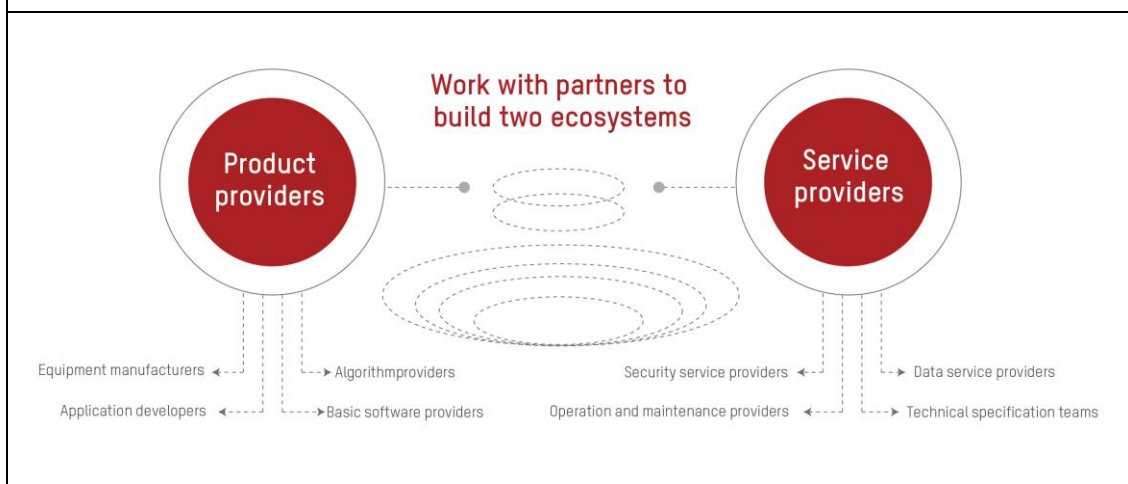 Work with partners to
build two ecosystems
Product
providers
Service
providers
Equipment manufacturers
Algorithmproviders
Application developers
Basic software providers
Security service providers
Data service providers
Operation and maintenance providers
Technical specification teams